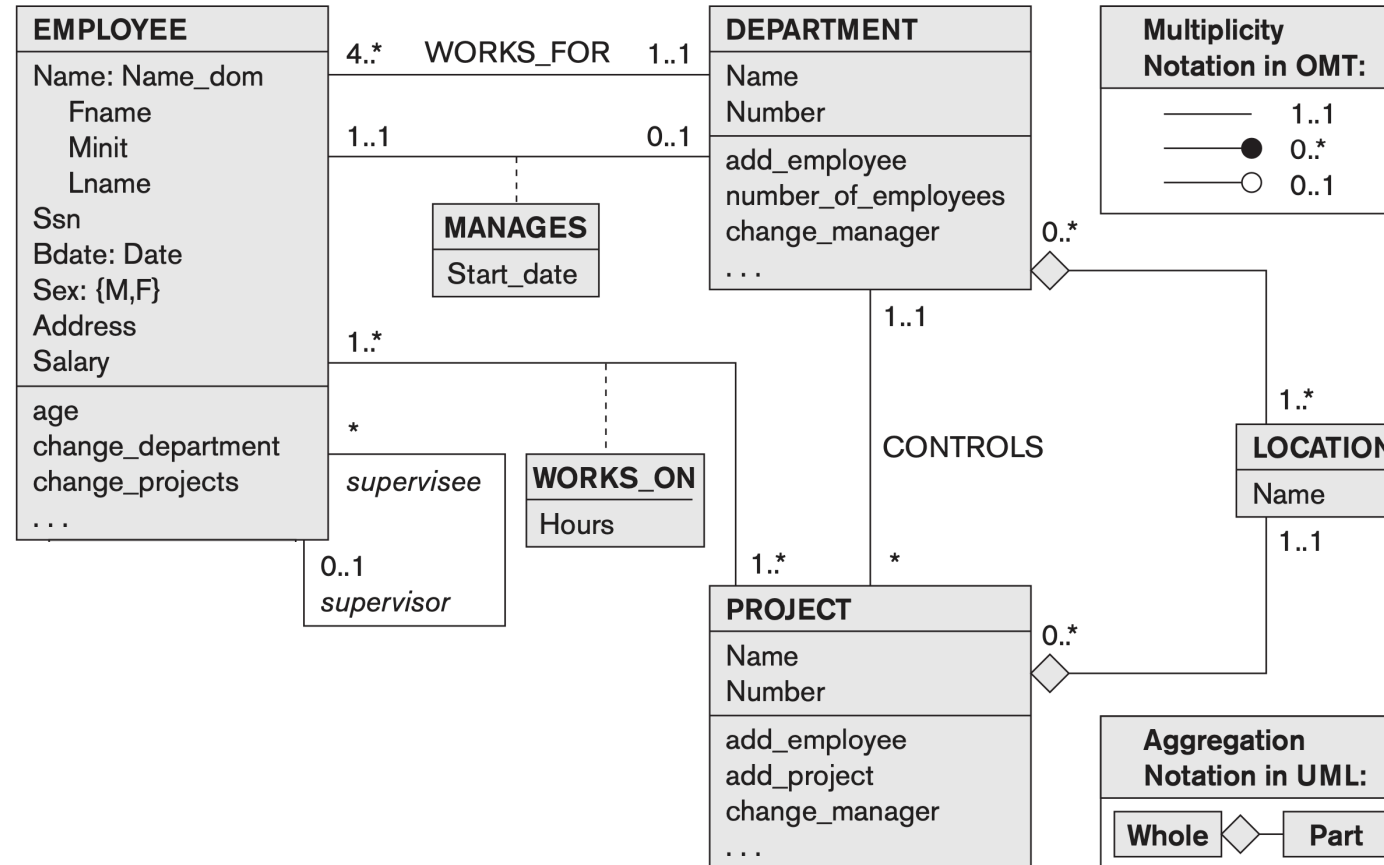 EMPLOYEE
Name: Name_dom
Fname
Minit
Lname
Ssn
Bdate: Date
Sex: {M,F}
Address
Salary
age
change_department
change_projects
. . .
4..*
WORKS_FOR
1..1
1..1
0..1
MANAGES
Start_date
1..*
*
supervisee
0..1
supervisor
WORKS_ON
Hours
1..*
DEPARTMENT
Name
Number
add_employee
number_of_employees
change_manager
. . .
0..*
1..1
CONTROLS
*
PROJECT
Name
Number
add_employee
add_project
change_manager
. . .
0..*
1..*
LOCATION
Name
1..1
Multiplicity
Notation in OMT:
1..1
0..*
0..1
Aggregation
Notation in UML:
Whole
Part